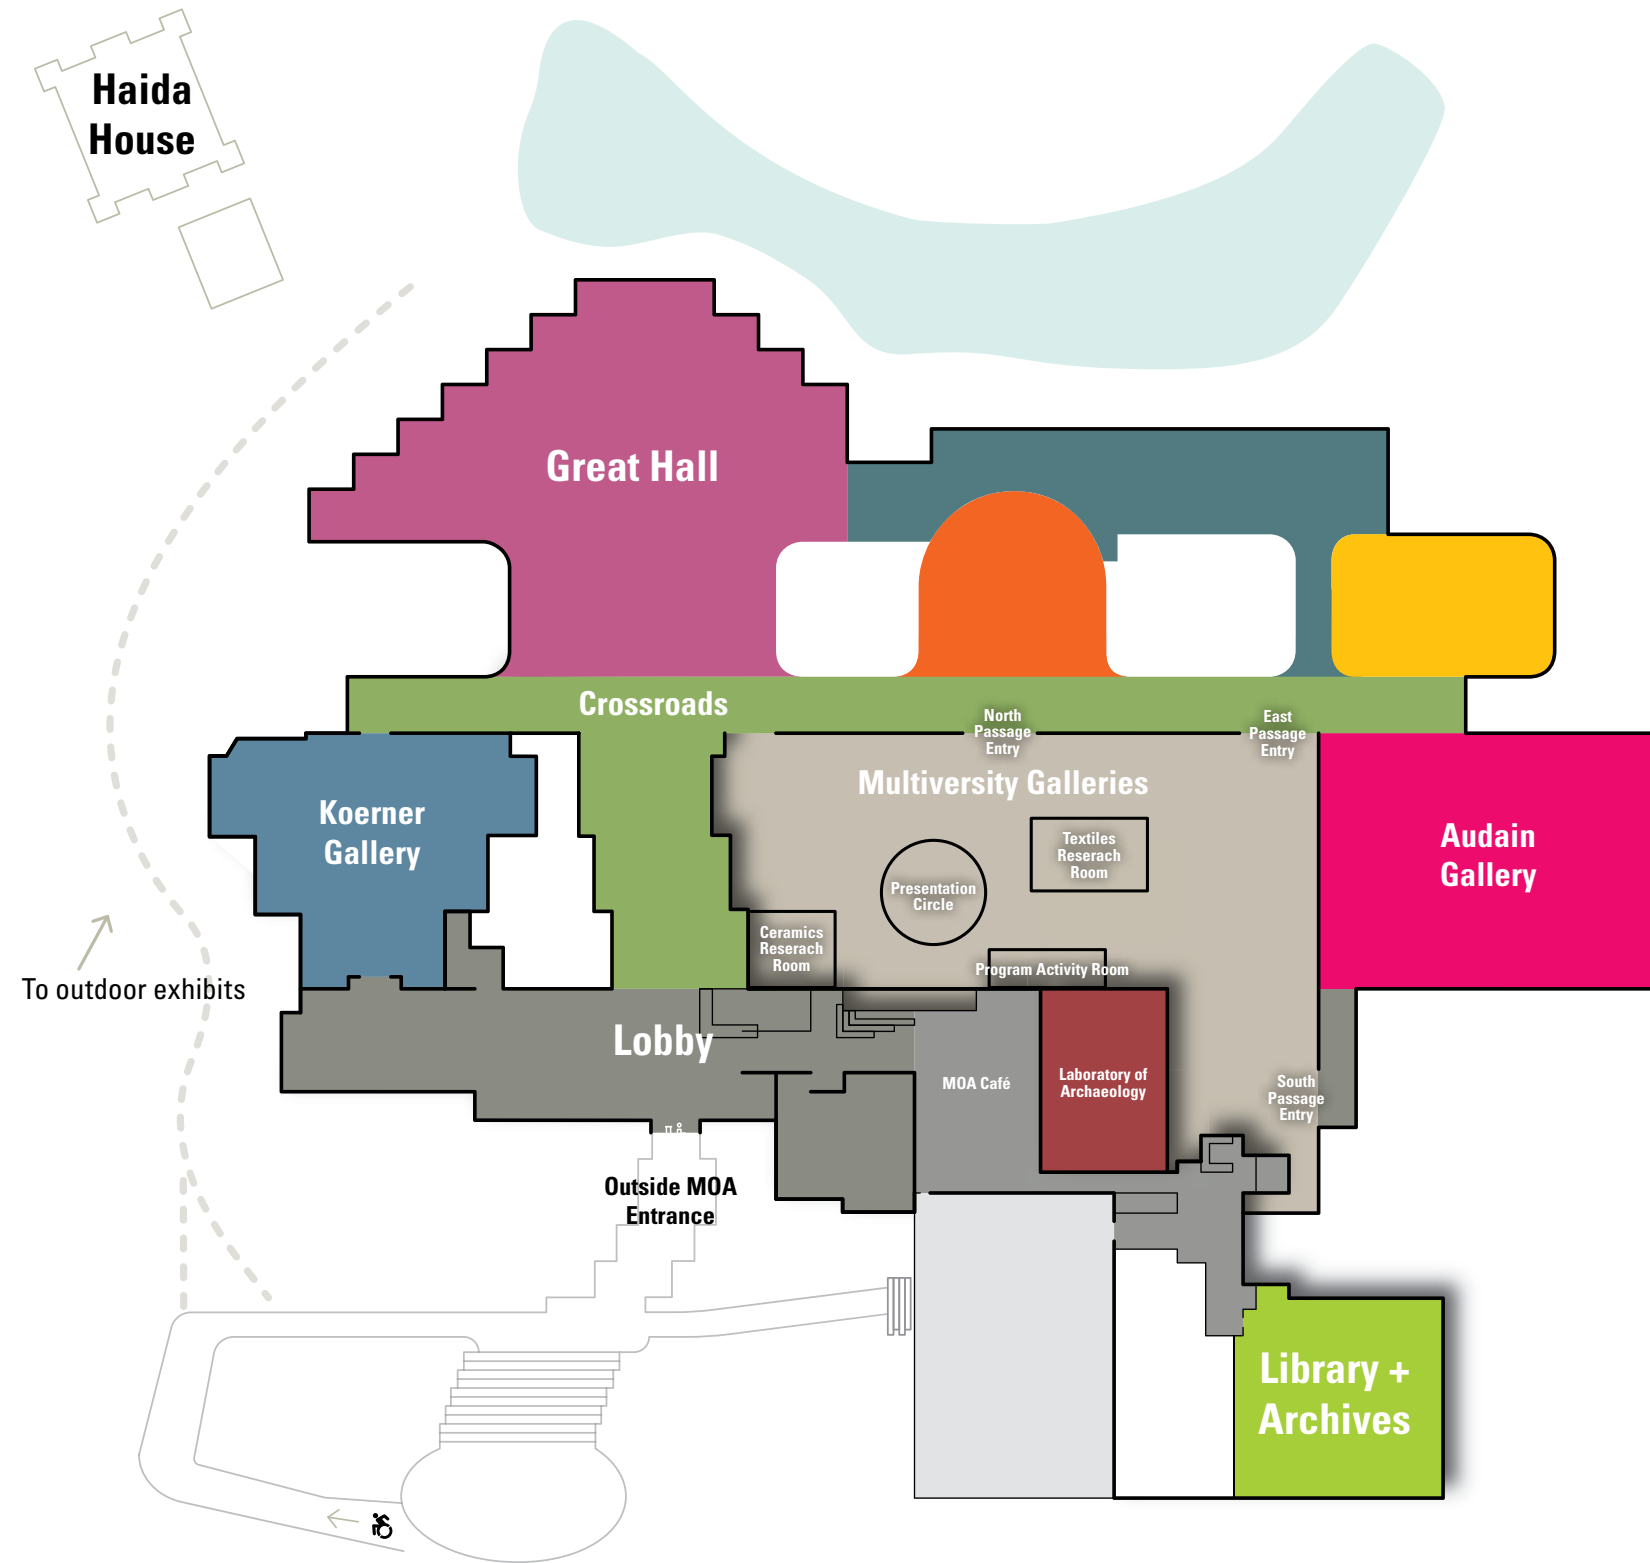 Haida
House
Great Hall
Crossroads
North
Passage
Entry
East
Passage
Entry
Multiversity Galleries
Koerner
Gallery
Textiles
Reserach
Room
Audain
Gallery
Presentation
Circle
Ceramics
Reserach
Room
Program Activity Room
To outdoor exhibits
Lobby
MOA Café
Laboratory of
Archaeology
South
Passage
Entry
Outside MOA
Entrance
Library +
Archives